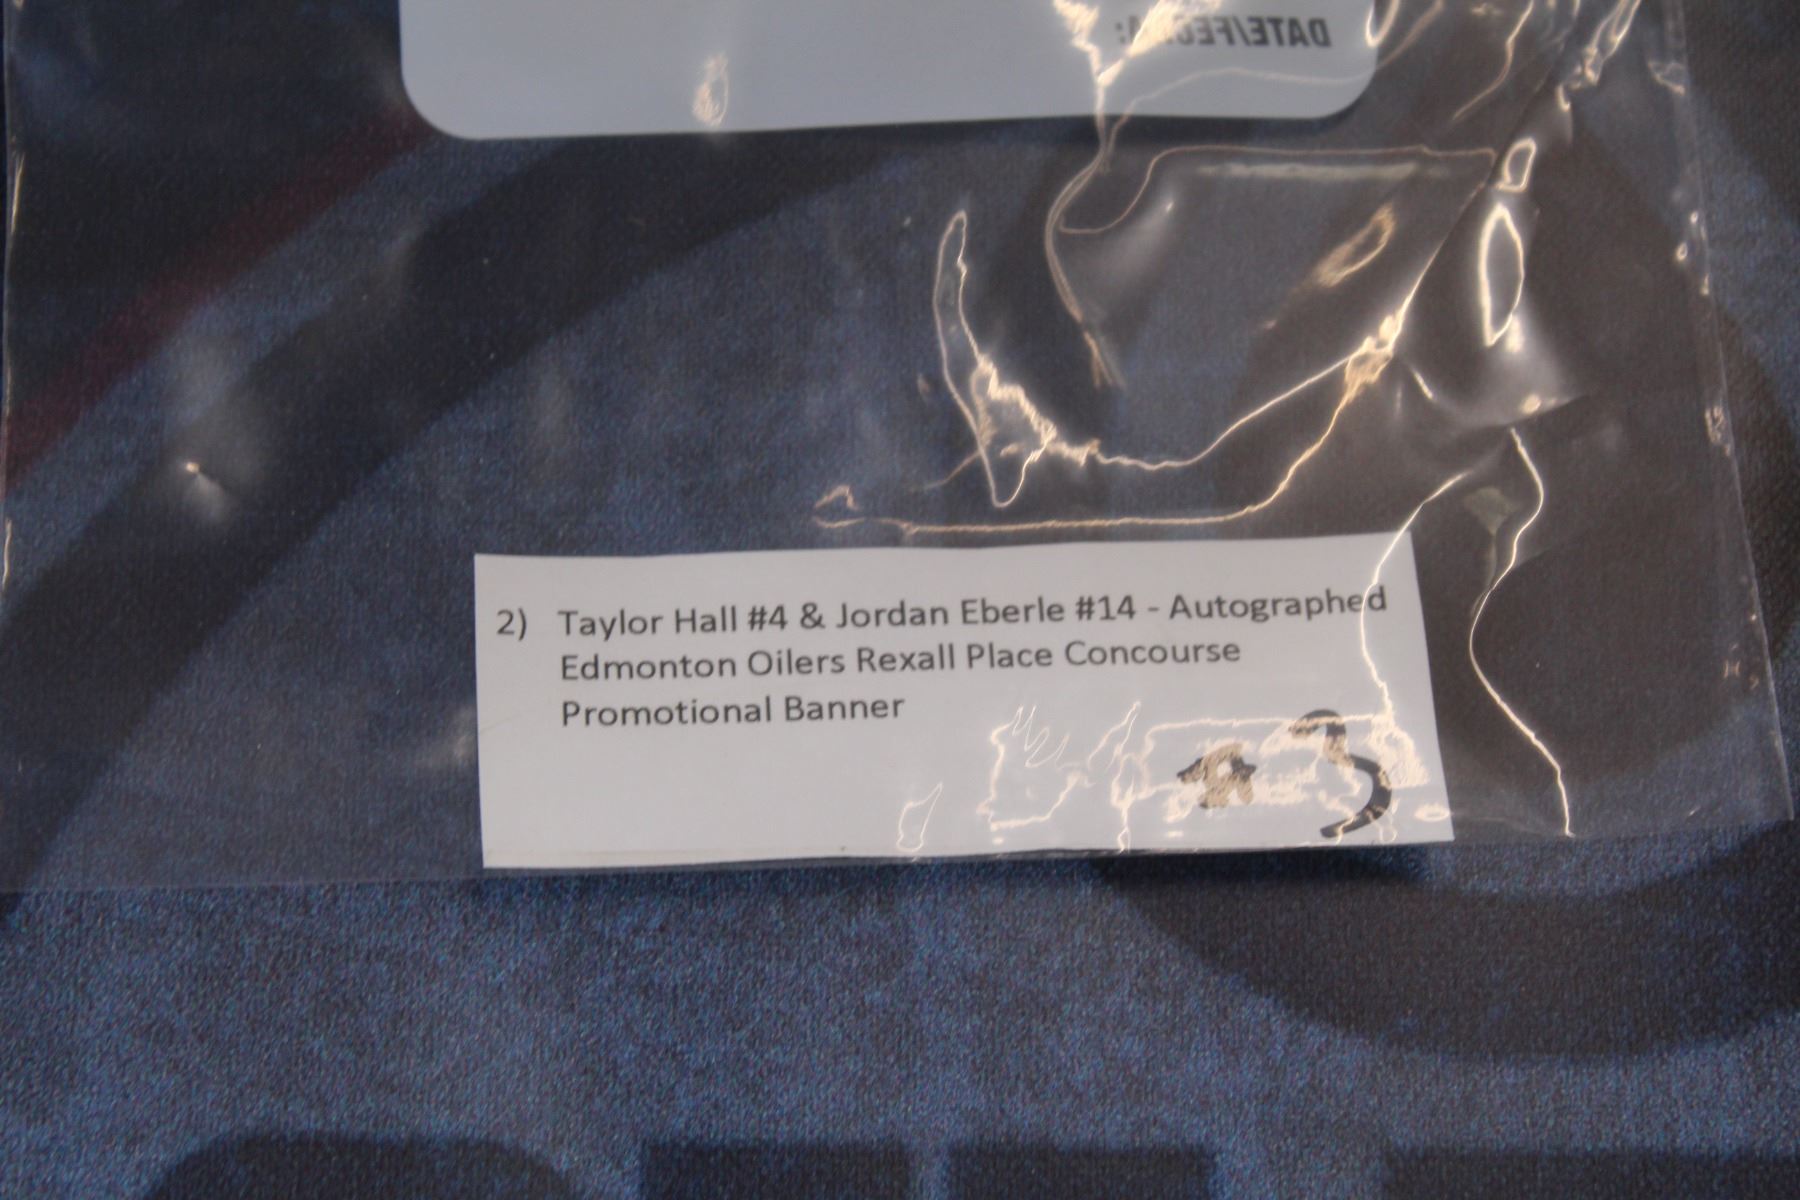 DATE/FECHA:
2) Taylor Hall #4 & Jordan Eberle #14 - Autographed
Edmonton Oilers Rexall Place Concourse
Promotional Banner
#3